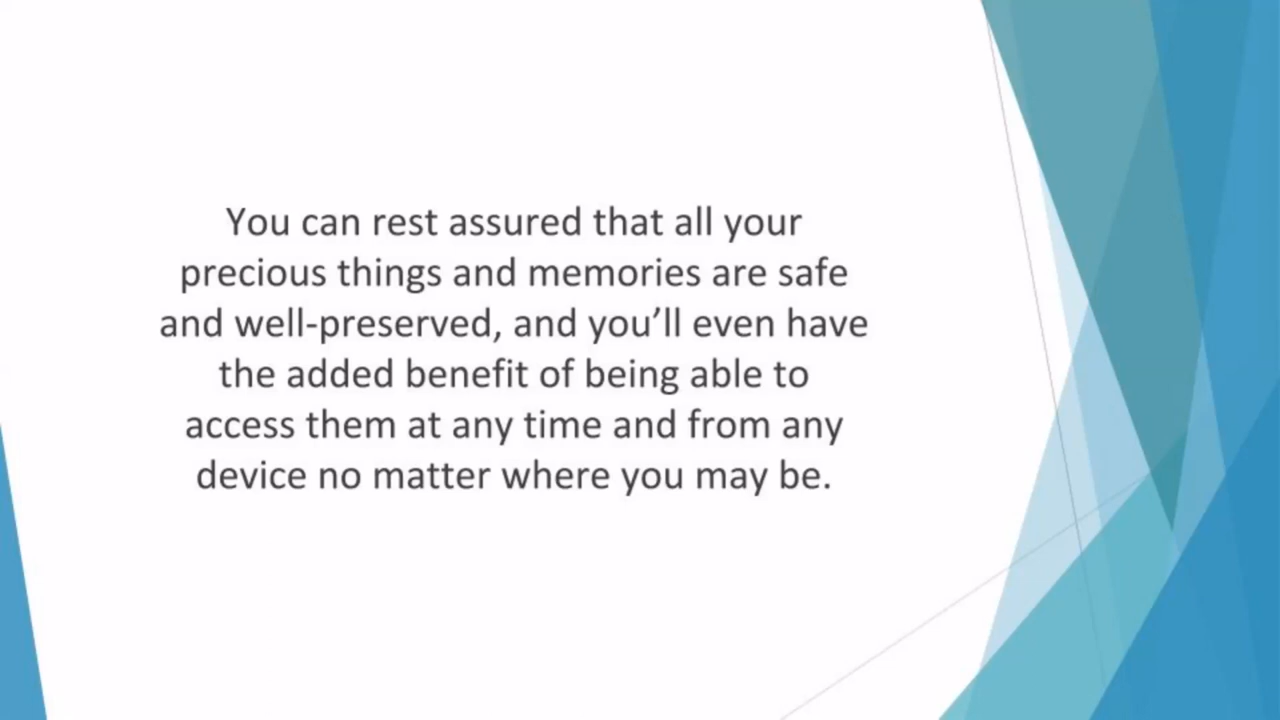 You can rest assured that all your
precious things and memories are safe
and well-preserved, and you’ll even have
the added benefit of being able to
access them at any time and from any
device no matter where you may be.